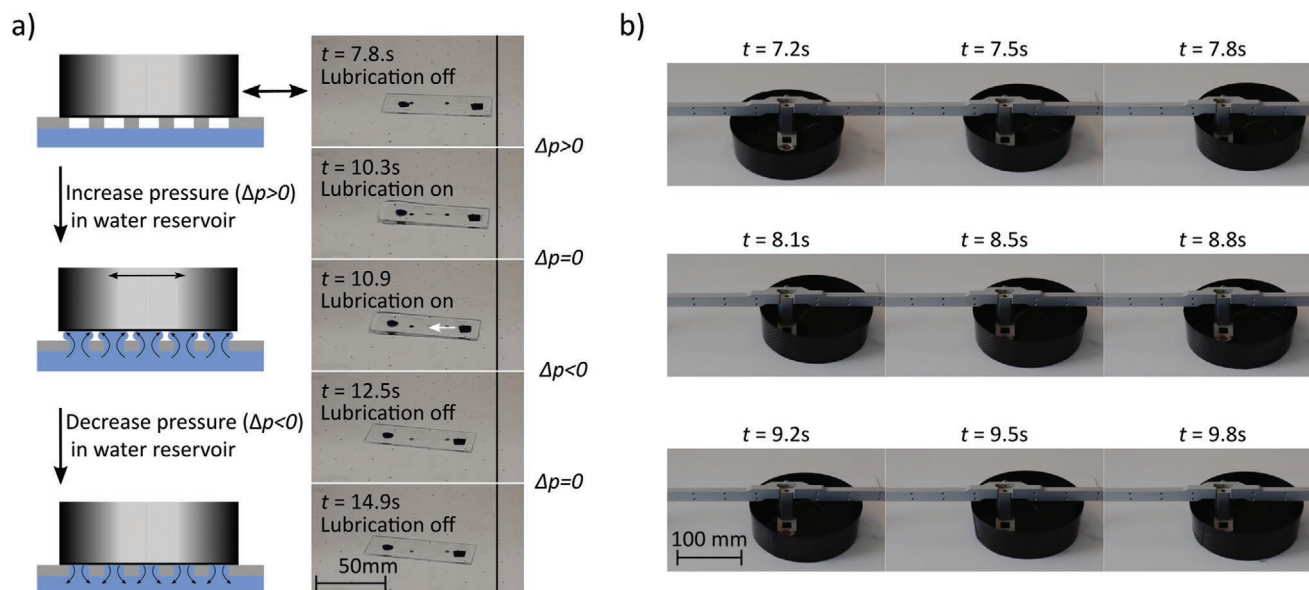 a)
t = 7.8.s
Lubrication off
Δp>0
t = 10.3s
Lubrication on
Δp=0
t = 10.9
Lubrication on
Δp<0
t = 12.5s
Lubrication off
Δp=0
t = 14.9s
Lubrication off
50mm
Increase pressure (Δp>0)
in water reservoir
Decrease pressure (Δp<0)
in water reservoir
b)
t = 7.2s
t = 7.5s
t = 7.8s
t = 8.1s
t = 8.5s
t = 8.8s
t = 9.2s
t = 9.5s
t = 9.8s
100 mm